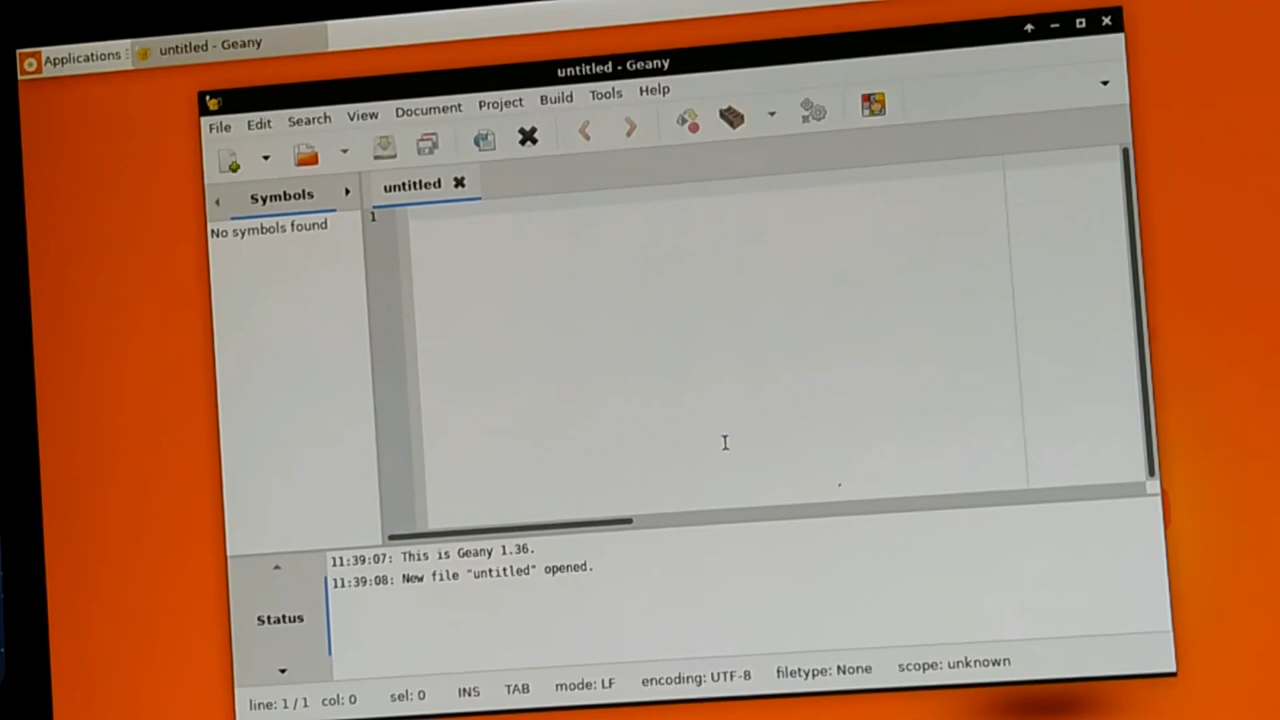 Applications
untitled - Geany
untitled - Geany
File Edit Search View Document Project Build Tools Help
Symbols
untitled
No symbols found
1
11:39:07: This is Geany 1.36.
11:39:08: New file "untitled" opened.
Status
line: 1 / 1 col: 0 sel: 0 INS TAB mode: LF encoding: UTF-8 filetype: None scope: unknown